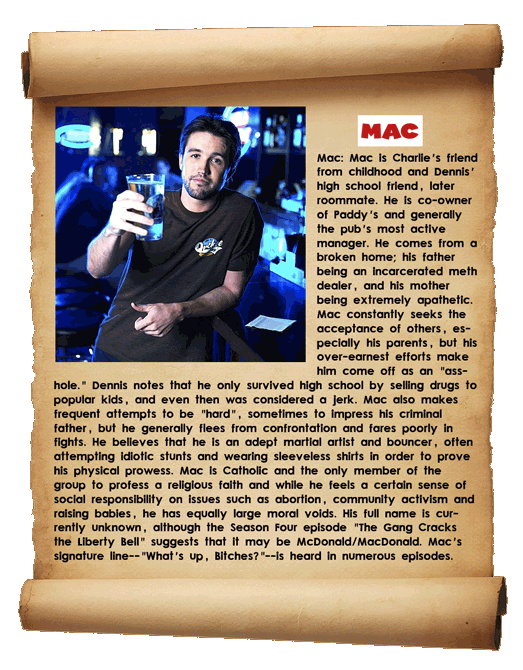 MAC
Mac: Mac is Charlie's friend
from childhood and Dennis'
high school friend, later
roommate. He is co-owner
of Paddy's and generally
the pub's most active
manager. He comes from a
broken home; his father
being an incarcerated meth
dealer, and his mother
being extremely apathetic.
Mac constantly seeks the
acceptance of others, es-
pecially his parents, but his
over-earnest efforts make
him come off as an "ass-
hole." Dennis notes that he only survived high school by selling drugs to
popular kids, and even then was considered a jerk. Mac also makes
frequent attempts to be "hard", sometimes to impress his criminal
father, but he generally flees from confrontation and fares poorly in
fights. He believes that he is an adept martial artist and bouncer, often
attempting idiotic stunts and wearing sleeveless shirts in order to prove
his physical prowess. Mac is Catholic and the only member of the
group to profess a religious faith and while he feels a certain sense of
social responsibility on issues such as abortion, community activism and
raising babies, he has equally large moral voids. His full name is cur-
rently unknown, although the Season Four episode "The Gang Cracks
the Liberty Bell" suggests that it may be McDonald/MacDonald. Mac's
signature line--"What's up, Bitches?"--is heard in numerous episodes.